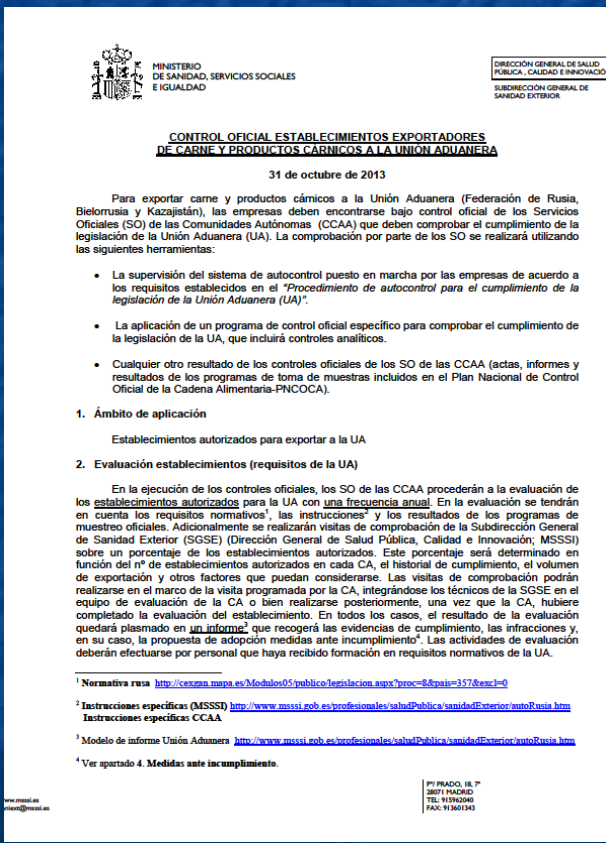 MINISTERIO
DE SANIDAD, SERVICIOS SOCIALES
E IGUALDAD
DIRECCIÓN GENERAL DE SALUD
PÚBLICA , CALIDAD E INNOVACIÓ
SUBDIRECCIÓN GENERAL DE
SANIDAD EXTERIOR
CONTROL OFICIAL ESTABLECIMIENTOS EXPORTADORES
DE CARNE Y PRODUCTOS CÁRNICOS A LA UNIÓN ADUANERA
31 de octubre de 2013
Para exportar carne y productos cárnicos a la Unión Aduanera (Federación de Rusia,
Bielorrusia y Kazajistán), las empresas deben encontrarse bajo control oficial de los Servicios
Oficiales (SO) de las Comunidades Autónomas (CCAA) que deben comprobar el cumplimiento de la
legislación de la Unión Aduanera (UA). La comprobación por parte de los SO se realizará utilizando
las siguientes herramientas:
• La supervisión del sistema de autocontrol puesto en marcha por las empresas de acuerdo a
los requisitos establecidos en el "Procedimiento de autocontrol para el cumplimiento de la
legislación de la Unión Aduanera (UA)".
• La aplicación de un programa de control oficial específico para comprobar el cumplimiento de
la legislación de la UA, que incluirá controles analíticos.
• Cualquier otro resultado de los controles oficiales de los SO de las CCAA (actas, informes y
resultados de los programas de toma de muestras incluidos en el Plan Nacional de Control
Oficial de la Cadena Alimentaria-PNCOCA).
1. Ámbito de aplicación
Establecimientos autorizados para exportar a la UA
2. Evaluación establecimientos (requisitos de la UA)
En la ejecución de los controles oficiales, los SO de las CCAA procederán a la evaluación de
los establecimientos autorizados para la UA con una frecuencia anual. En la evaluación se tendrán
en cuenta los requisitos normativos¹, las instrucciones² y los resultados de los programas de
muestreo oficiales. Adicionalmente se realizarán visitas de comprobación de la Subdirección General
de Sanidad Exterior (SGSE) (Dirección General de Salud Pública, Calidad e Innovación; MSSSI)
sobre un porcentaje de los establecimientos autorizados. Este porcentaje será determinado en
función del nº de establecimientos autorizados en cada CA, el historial de cumplimiento, el volumen
de exportación y otros factores que puedan considerarse. Las visitas de comprobación podrán
realizarse en el marco de la visita programada por la CA, integrándose los técnicos de la SGSE en el
equipo de evaluación de la CA o bien realizarse posteriormente, una vez que la CA, hubiere
completado la evaluación del establecimiento. En todos los casos, el resultado de la evaluación
quedará plasmado en un informe³ que recogerá las evidencias de cumplimiento, las infracciones y,
en su caso, la propuesta de adopción medidas ante incumplimiento⁴. Las actividades de evaluación
deberán efectuarse por personal que haya recibido formación en requisitos normativos de la UA.
¹ Normativa rusa http://cexgan.mapa.es/Modulos05/publico/legislacion.aspx?proc=8&pais=357&excl=0
² Instrucciones específicas (MSSSI) http://www.msssi.gob.es/profesionales/saludPublica/sanidadExterior/autoRusia.htm
Instrucciones específicas CCAA
³ Modelo de informe Unión Aduanera http://www.msssi.gob.es/profesionales/saludPublica/sanidadExterior/autoRusia.htm
⁴ Ver apartado 4. Medidas ante incumplimiento.
Pº/ PRADO, 18, 7ª
28071 MADRID
TEL: 915962040
FAX: 913601343